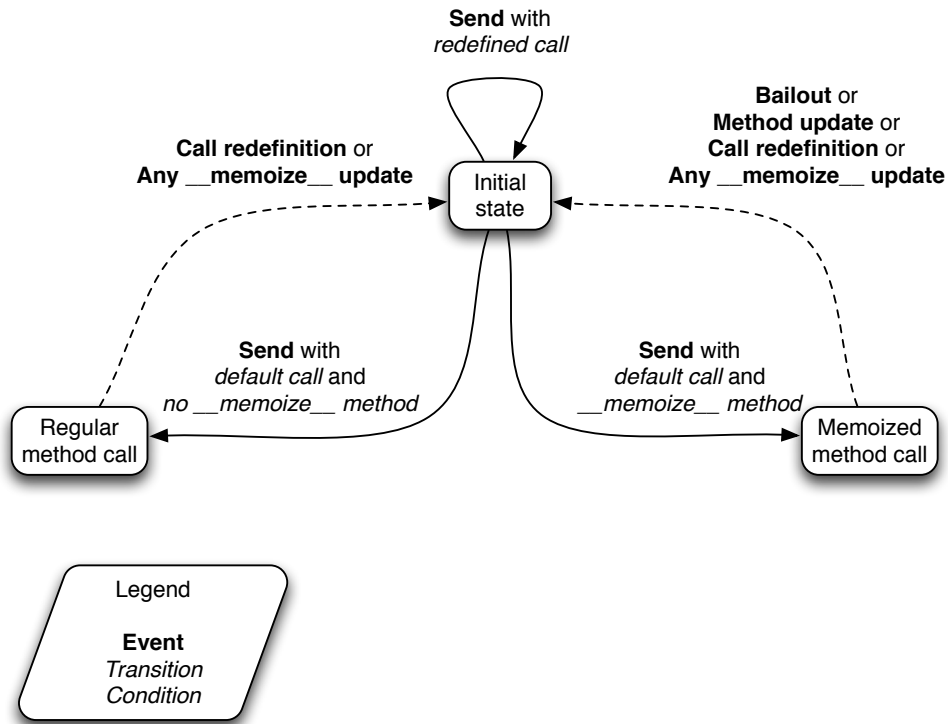 Send with
redefined call
Bailout or
Method update or
Call redefinition or
Any __memoize__ update
Call redefinition or
Any __memoize__ update
Initial
state
Send with
default call and
no __memoize__ method
Send with
default call and
__memoize__ method
Regular
method call
Memoized
method call
Legend
Event
Transition
Condition